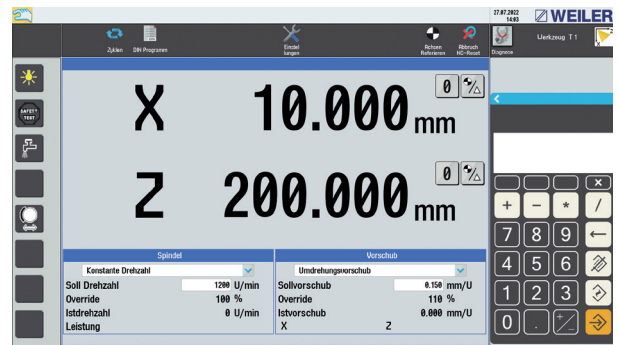 27.07.2022
14:03
WEILER
Zyklen
DIN Programm
Einstel
lungen
Achsen
Referieren
Abbruch
NC-Reset
Diagnose
Werkzeug T 1
X
SAFETY
TEST
X 10.000 mm
0
Z 200.000 mm
0
Spindel
Konstante Drehzahl
Soll Drehzahl 1200 U/min
Override 100 %
Istdrehzahl 0 U/min
Leistung
Vorschub
Umdrehungsvorschub
Sollvorschub 0.150 mm/U
Override 110 %
Istvorschub 0.000 mm/U
X Z
+ - * /
7 8 9 ←
4 5 6
1 2 3
0 . +/-